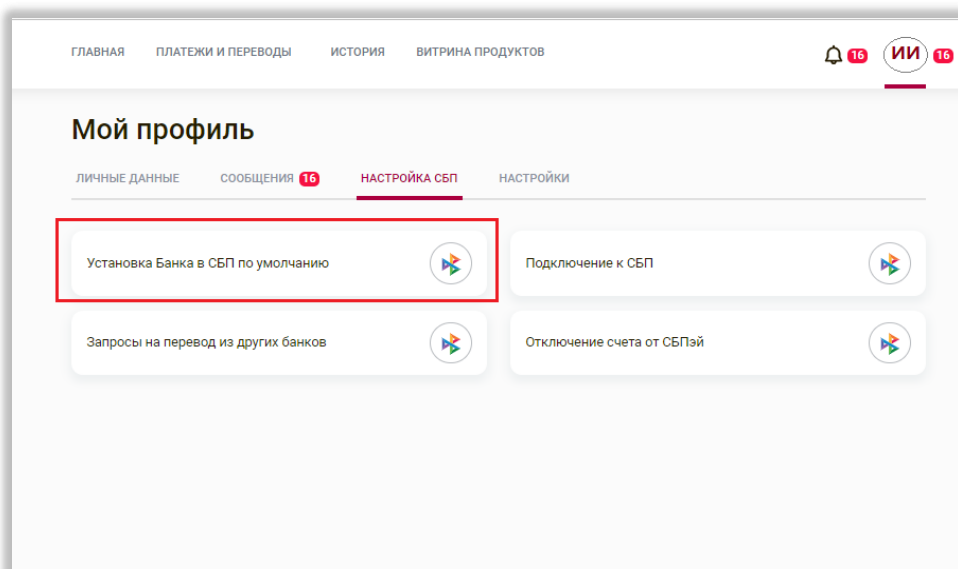 ГЛАВНАЯ ПЛАТЕЖИ И ПЕРЕВОДЫ ИСТОРИЯ ВИТРИНА ПРОДУКТОВ 16 ИИ 16
Мой профиль
ЛИЧНЫЕ ДАННЫЕ СООБЩЕНИЯ 16 НАСТРОЙКА СБП НАСТРОЙКИ
Установка Банка в СБП по умолчанию
Подключение к СБП
Запросы на перевод из других банков
Отключение счета от СБПэй